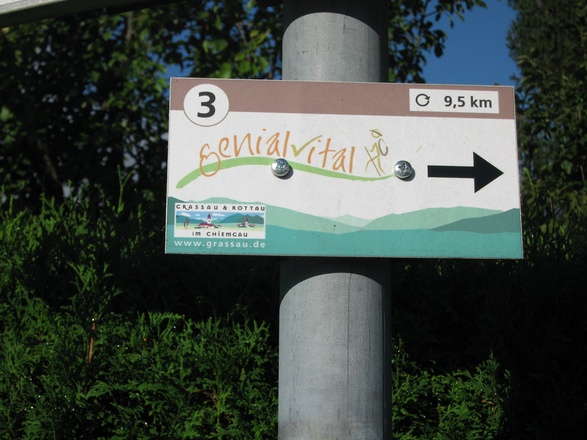 3
9,5 km
genialvital
GRASSAU & ROTTAU
IM CHIEMGAU
www.grassau.de